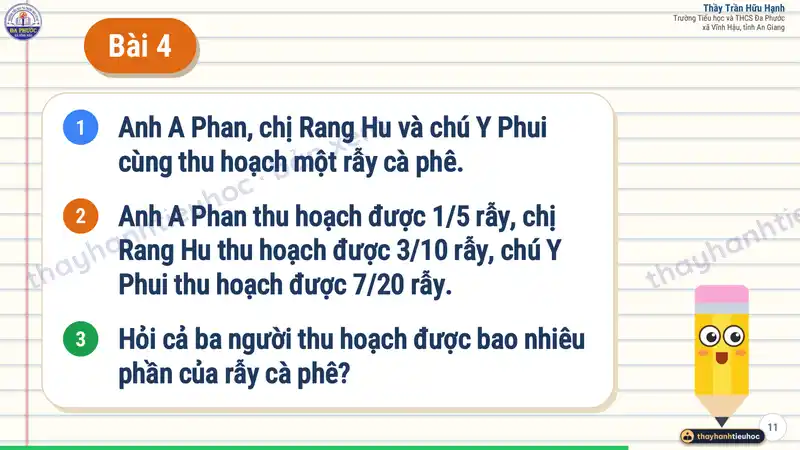 Thầy Trần Hữu Hạnh
Trường Tiểu học và THCS Đa Phước
xã Vĩnh Hậu, tỉnh An Giang
ĐA PHƯỚC
Bài 4
1
Anh A Phan, chị Rang Hu và chú Y Phui
cùng thu hoạch một rẫy cà phê.
2
Anh A Phan thu hoạch được 1/5 rẫy, chị
Rang Hu thu hoạch được 3/10 rẫy, chú Y
Phui thu hoạch được 7/20 rẫy.
3
Hỏi cả ba người thu hoạch được bao nhiêu
phần của rẫy cà phê?
thayhanhtieuhoc
11